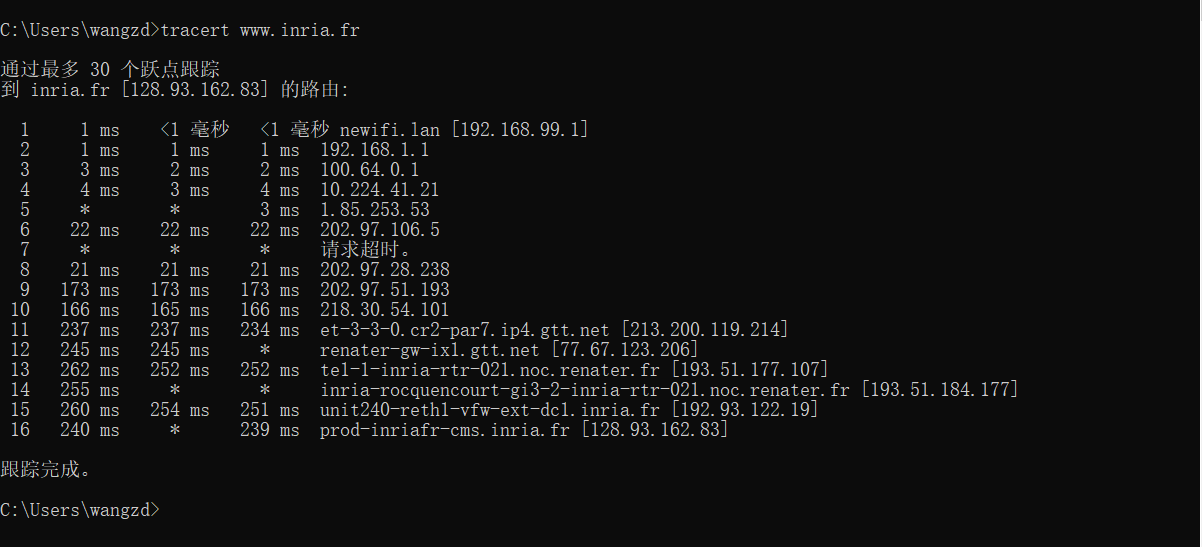 C:\Users\wangzd>tracert www.inria.fr
通过最多 30 个跃点跟踪
到 inria.fr [128.93.162.83] 的路由:
1 1 ms <1 毫秒 <1 毫秒 newifi.lan [192.168.99.1]
2 1 ms 1 ms 1 ms 192.168.1.1
3 3 ms 2 ms 2 ms 100.64.0.1
4 4 ms 3 ms 4 ms 10.224.41.21
5 * * 3 ms 1.85.253.53
6 22 ms 22 ms 22 ms 202.97.106.5
7 * * * 请求超时。
8 21 ms 21 ms 21 ms 202.97.28.238
9 173 ms 173 ms 173 ms 202.97.51.193
10 166 ms 165 ms 166 ms 218.30.54.101
11 237 ms 237 ms 234 ms et-3-3-0.cr2-par7.ip4.gtt.net [213.200.119.214]
12 245 ms 245 ms * renater-gw-ix1.gtt.net [77.67.123.206]
13 262 ms 252 ms 252 ms te1-1-inria-rtr-021.noc.renater.fr [193.51.177.107]
14 255 ms * * inria-rocquencourt-gi3-2-inria-rtr-021.noc.renater.fr [193.51.184.177]
15 260 ms 254 ms 251 ms unit240-reth1-vfw-ext-dc1.inria.fr [192.93.122.19]
16 240 ms * 239 ms prod-inriafr-cms.inria.fr [128.93.162.83]
跟踪完成。
C:\Users\wangzd>